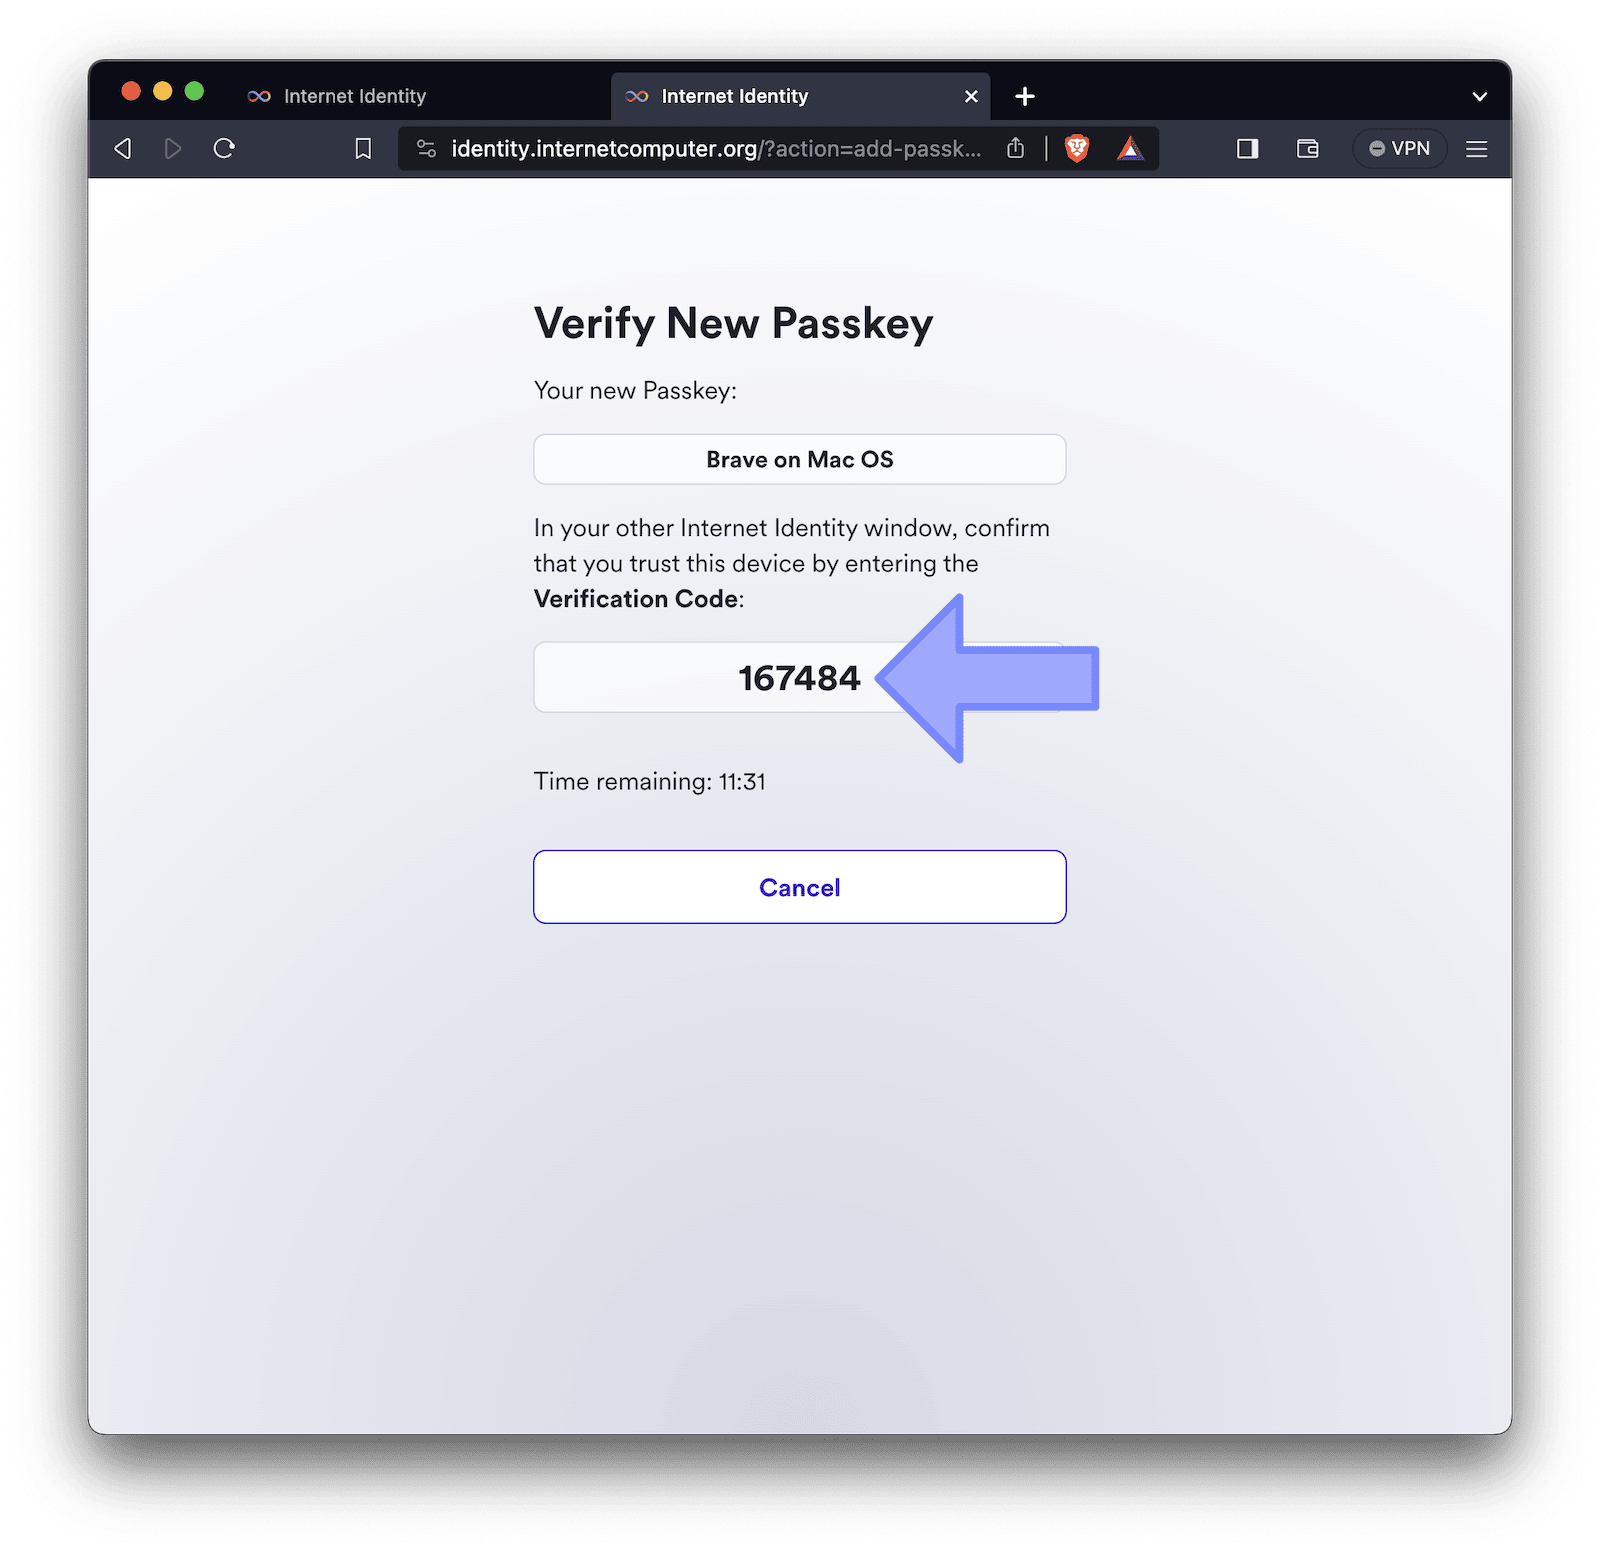 Internet Identity
Internet Identity
identity.internetcomputer.org/?action=add-passk...
VPN
Verify New Passkey
Your new Passkey:
Brave on Mac OS
In your other Internet Identity window, confirm
that you trust this device by entering the
Verification Code:
167484
Time remaining: 11:31
Cancel